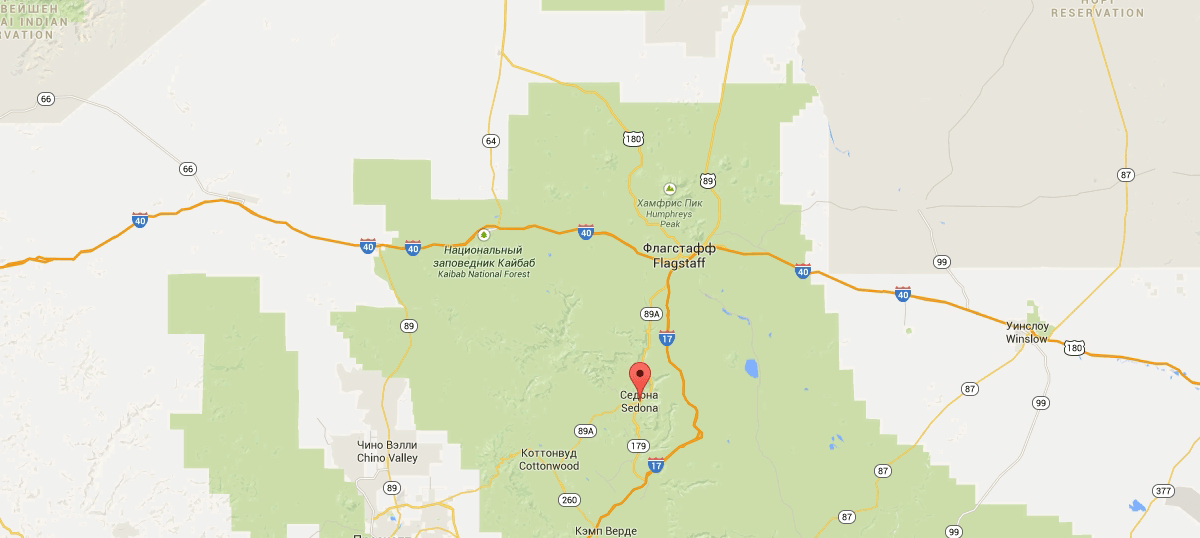 ВЕИШЕН
AI INDIAN
RVATION
RESERVATION
66
180
64
66
89
87
Хамфрис Пик
Humphreys
Peak
40
40
40
40
Национальный
заповедник Кайбаб
Kaibab National Forest
Флагстафф
Flagstaff
99
40
40
89A
89
17
Уинслоу
Winslow
180
Седона
Sedona
87
99
89A
179
Чино Вэлли
Chino Valley
Коттонвуд
Cottonwood
17
87
89
260
377
87
99
Кэмп Верде